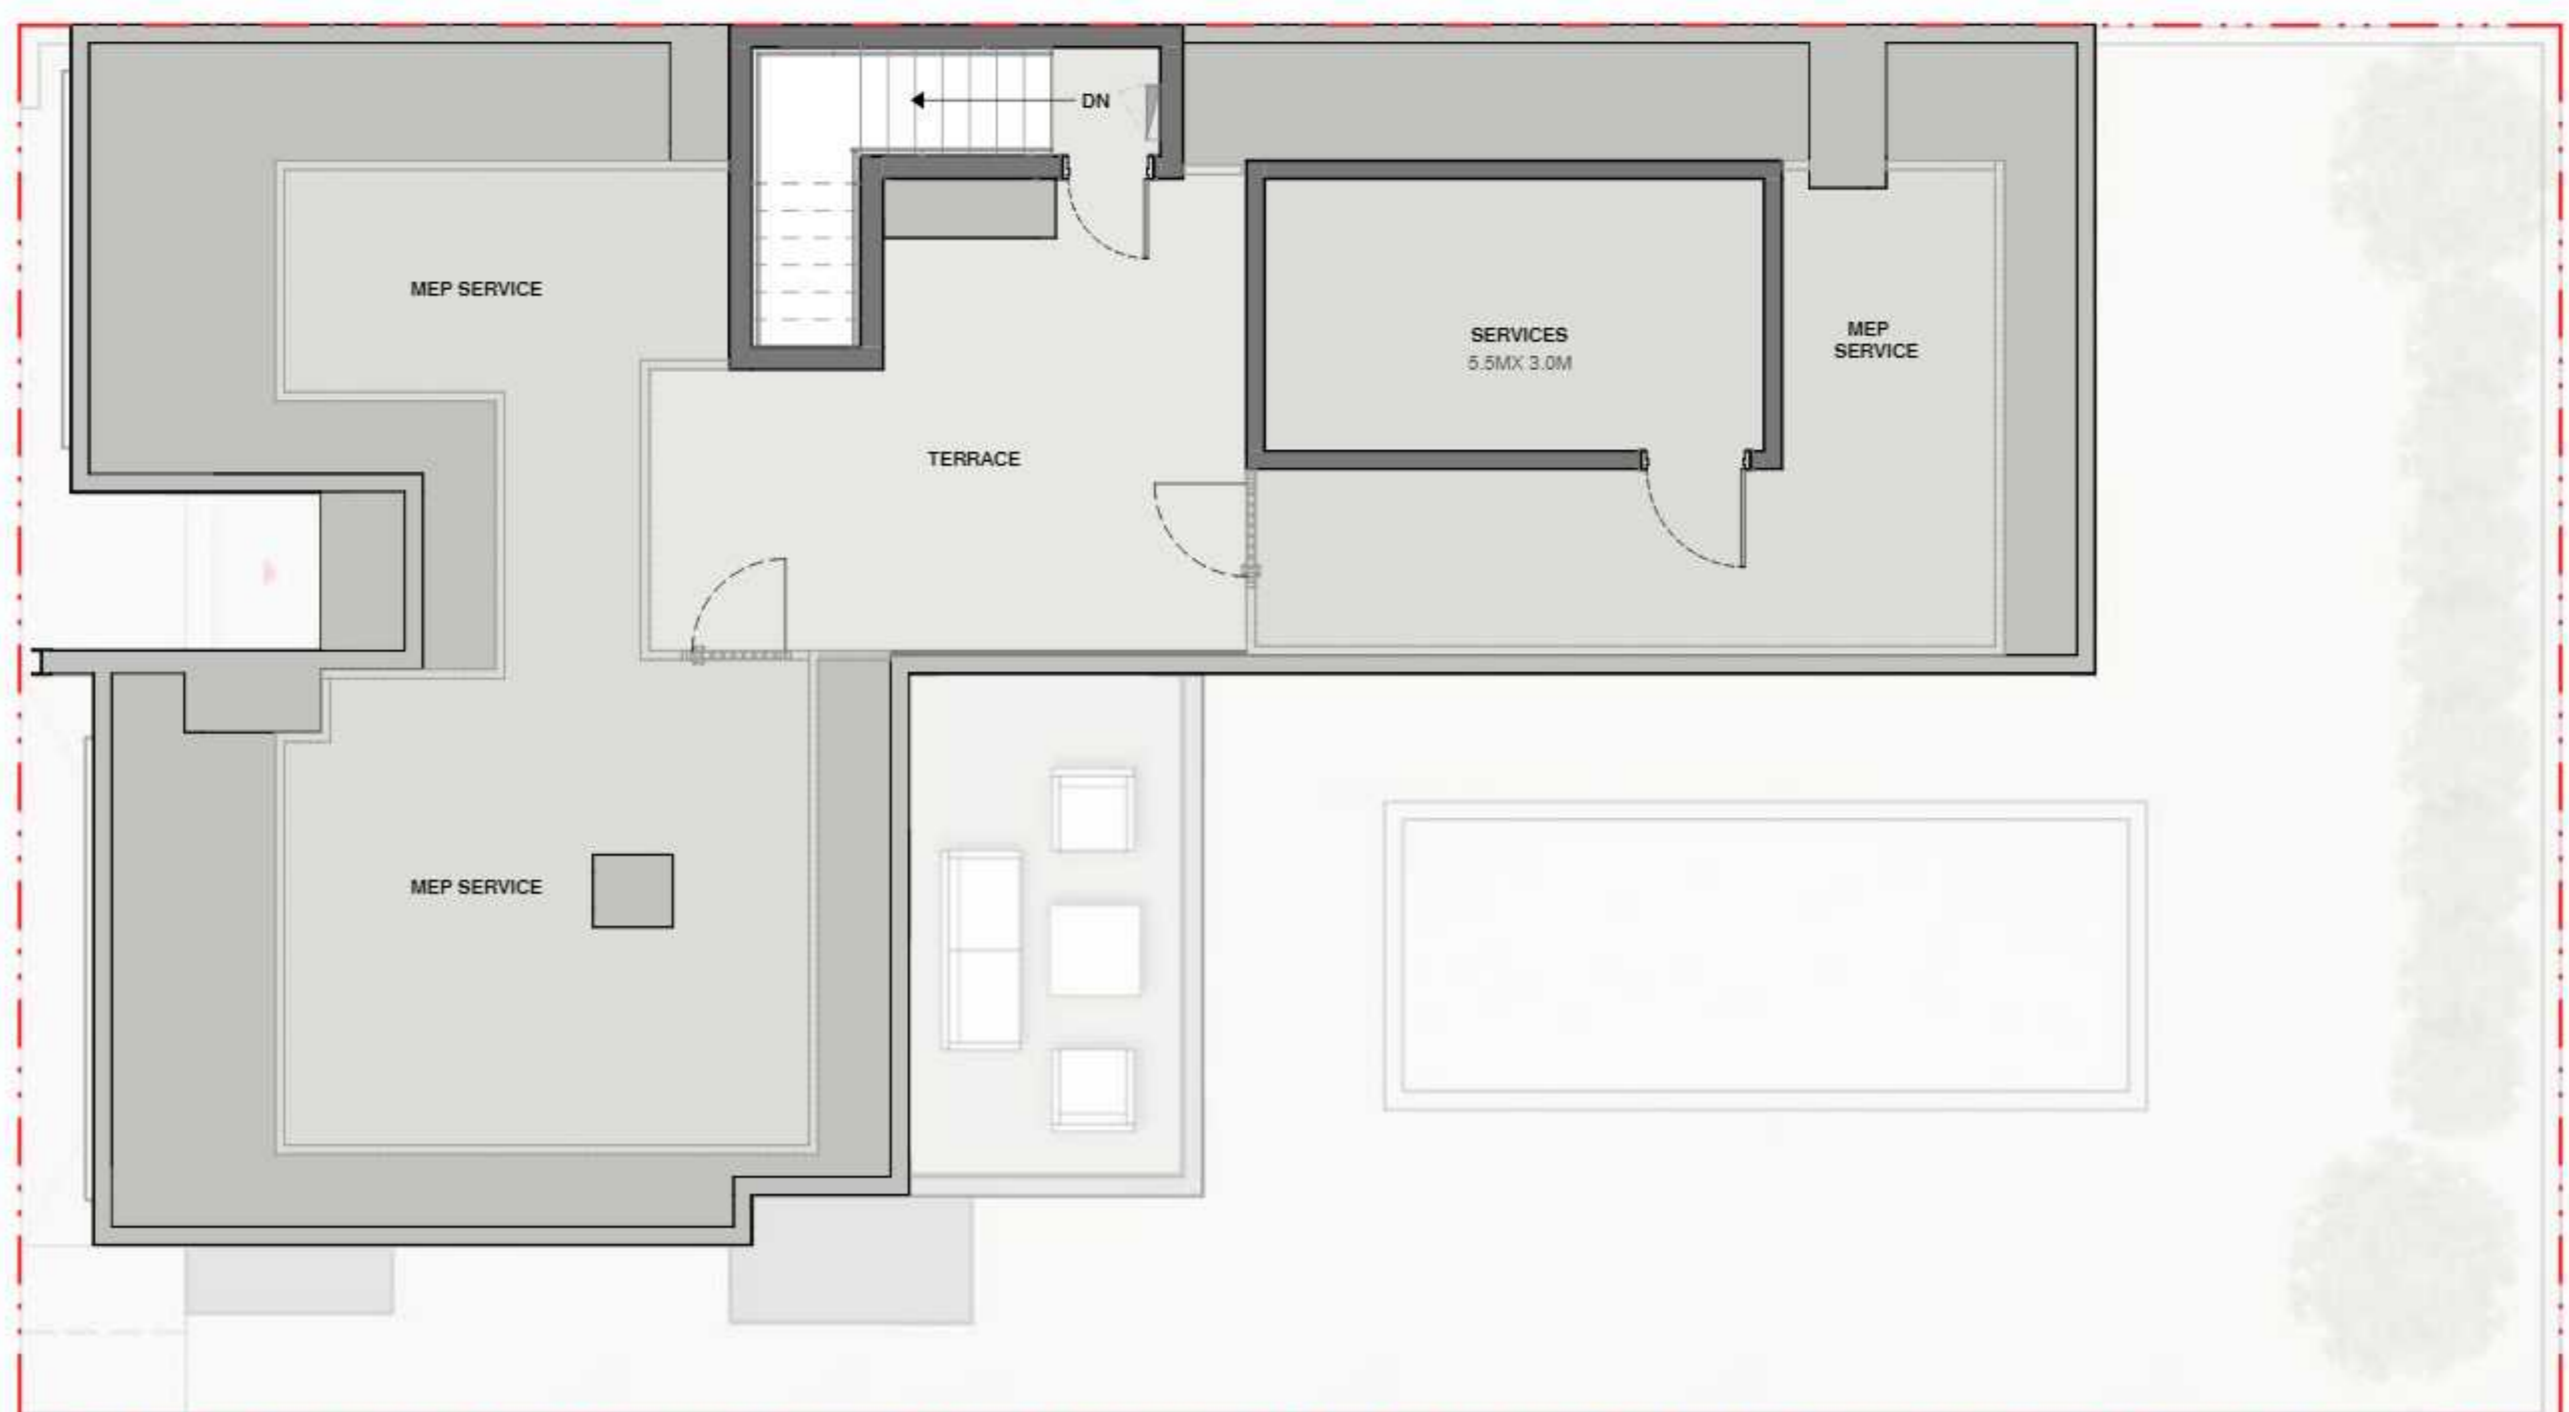 DN
MEP SERVICE
SERVICES
5.5MX 3.0M
MEP
SERVICE
TERRACE
MEP SERVICE